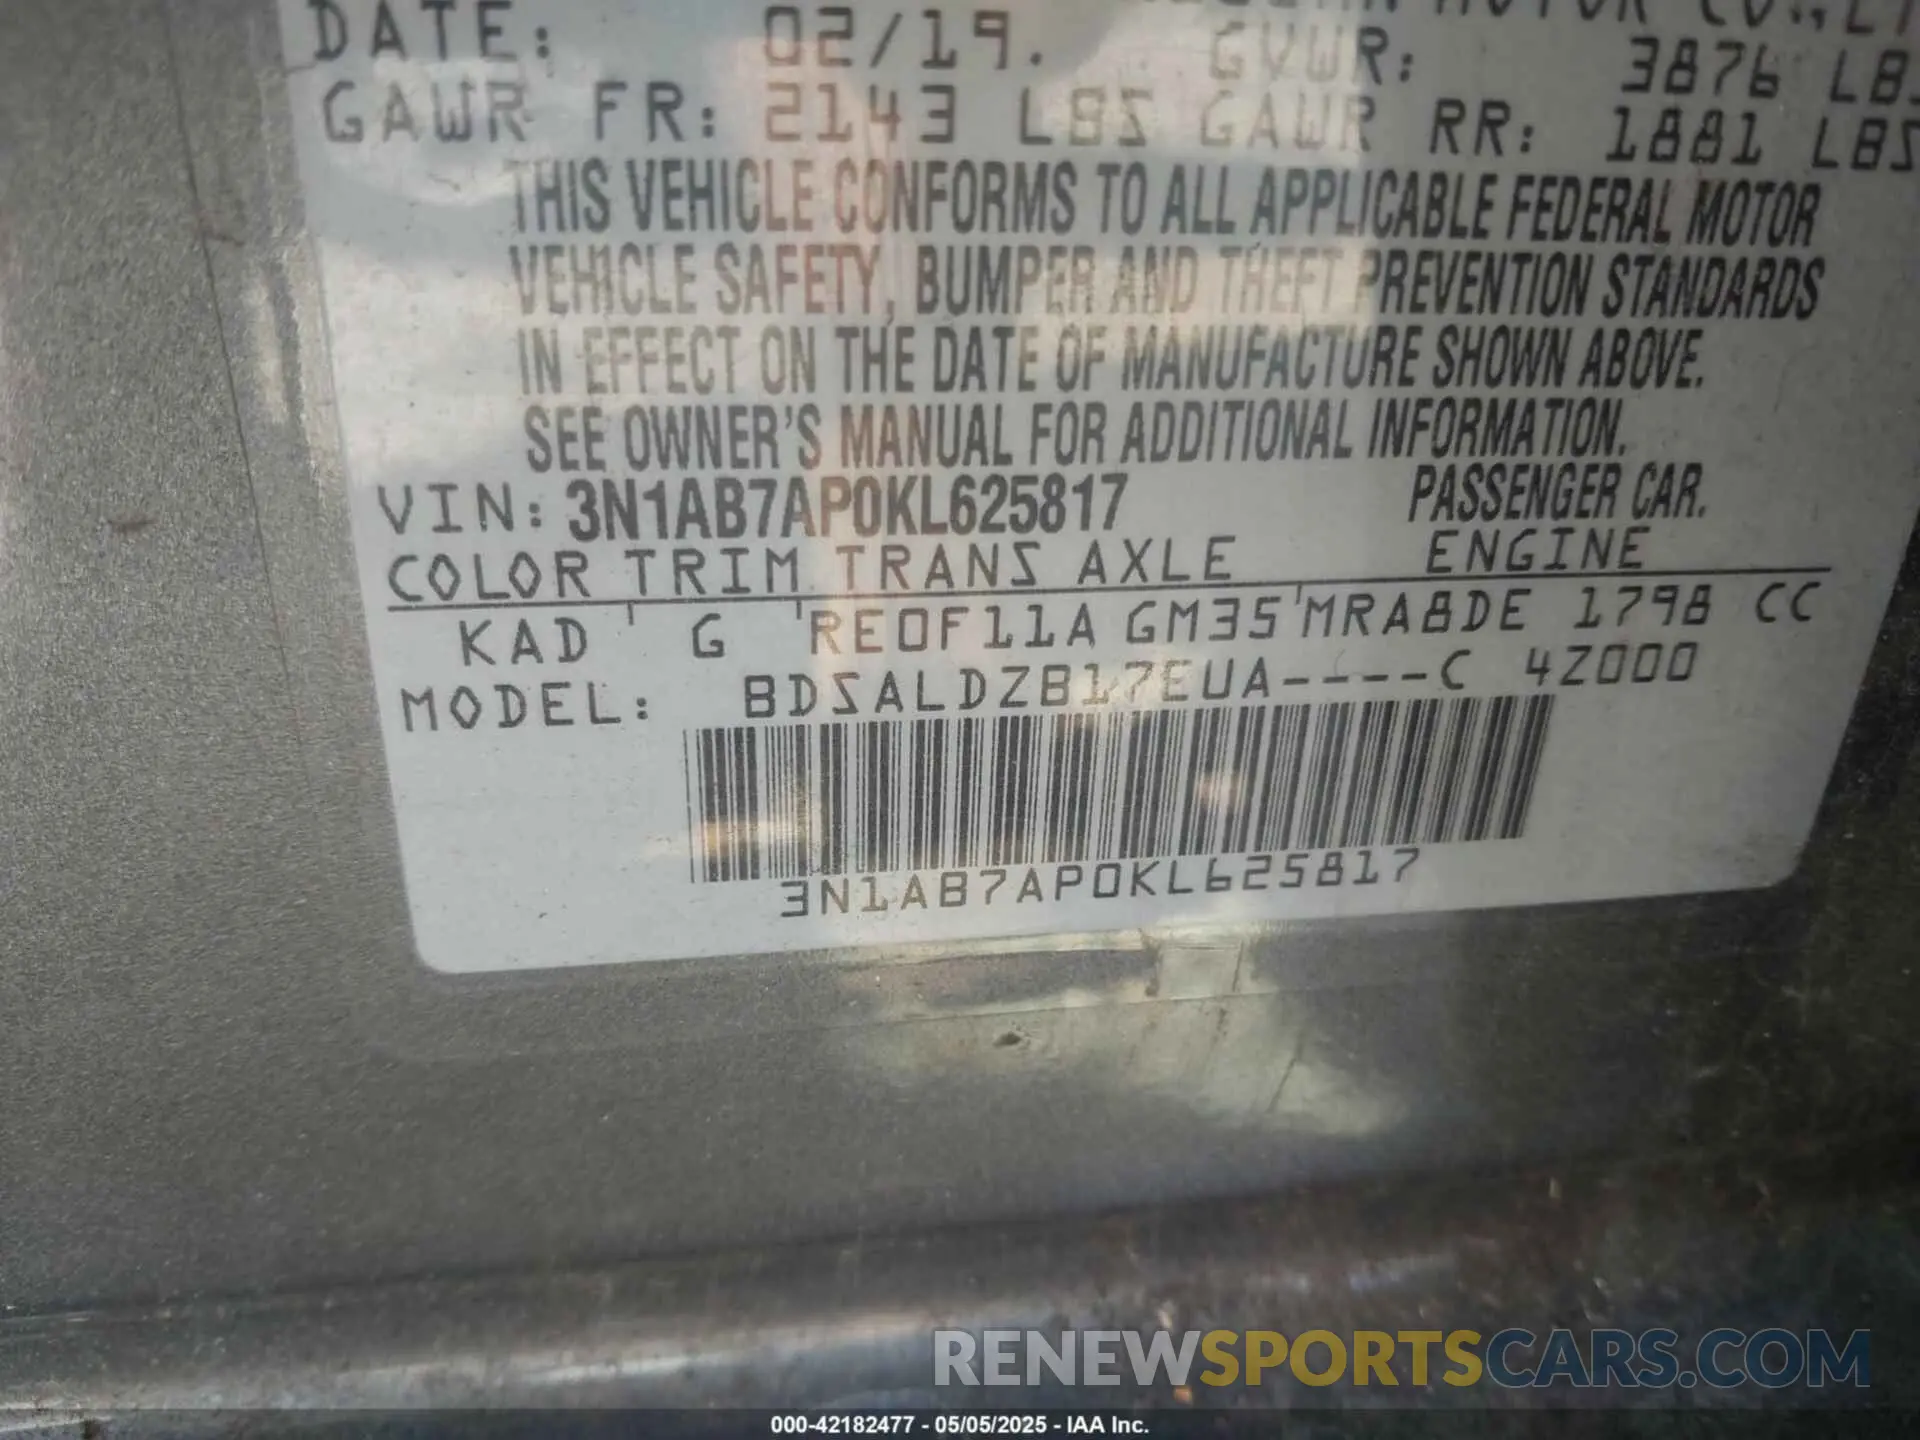 MOTOR CO., LT
DATE: 02/19. GVWR: 3876 LBS
GAWR FR: 2143 LBS GAWR RR: 1881 LBS
THIS VEHICLE CONFORMS TO ALL APPLICABLE FEDERAL MOTOR
VEHICLE SAFETY, BUMPER AND THEFT PREVENTION STANDARDS
IN EFFECT ON THE DATE OF MANUFACTURE SHOWN ABOVE.
SEE OWNER'S MANUAL FOR ADDITIONAL INFORMATION.
VIN: 3N1AB7AP0KL625817 PASSENGER CAR.
COLOR TRIM TRANS AXLE ENGINE
KAD G RE0F11A GM35 MRA8DE 1798 CC
MODEL: BDSALDZB17EUA----C 4Z000
3N1AB7AP0KL625817
RENEWSPORTSCARS.COM
000-42182477 - 05/05/2025 - IAA Inc.